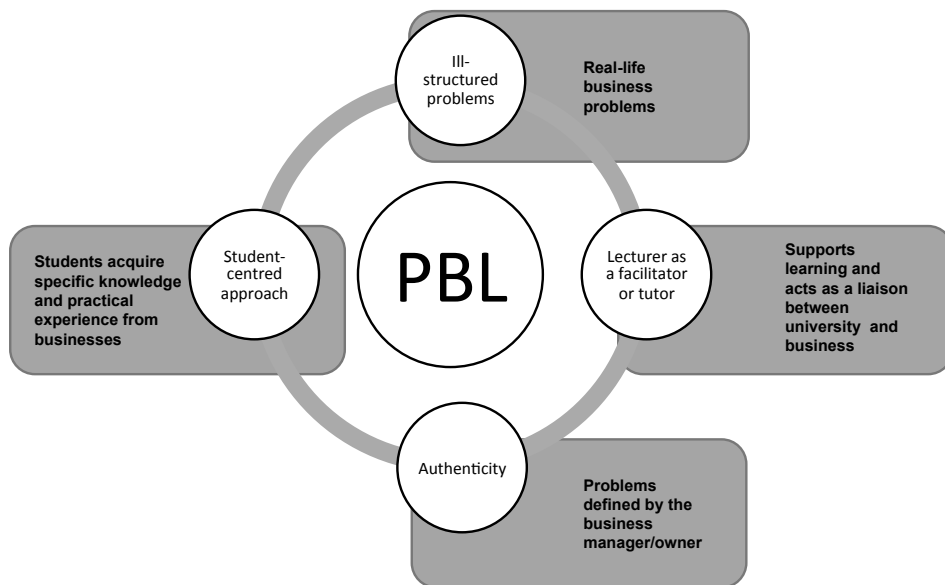 Ill-
structured
problems
Real-life
business
problems
Students acquire
specific knowledge
and practical
experience from
businesses
Student-
centred
approach
PBL
Lecturer as
a facilitator
or tutor
Supports
learning and
acts as a liaison
between
university and
business
Authenticity
Problems
defined by the
business
manager/owner